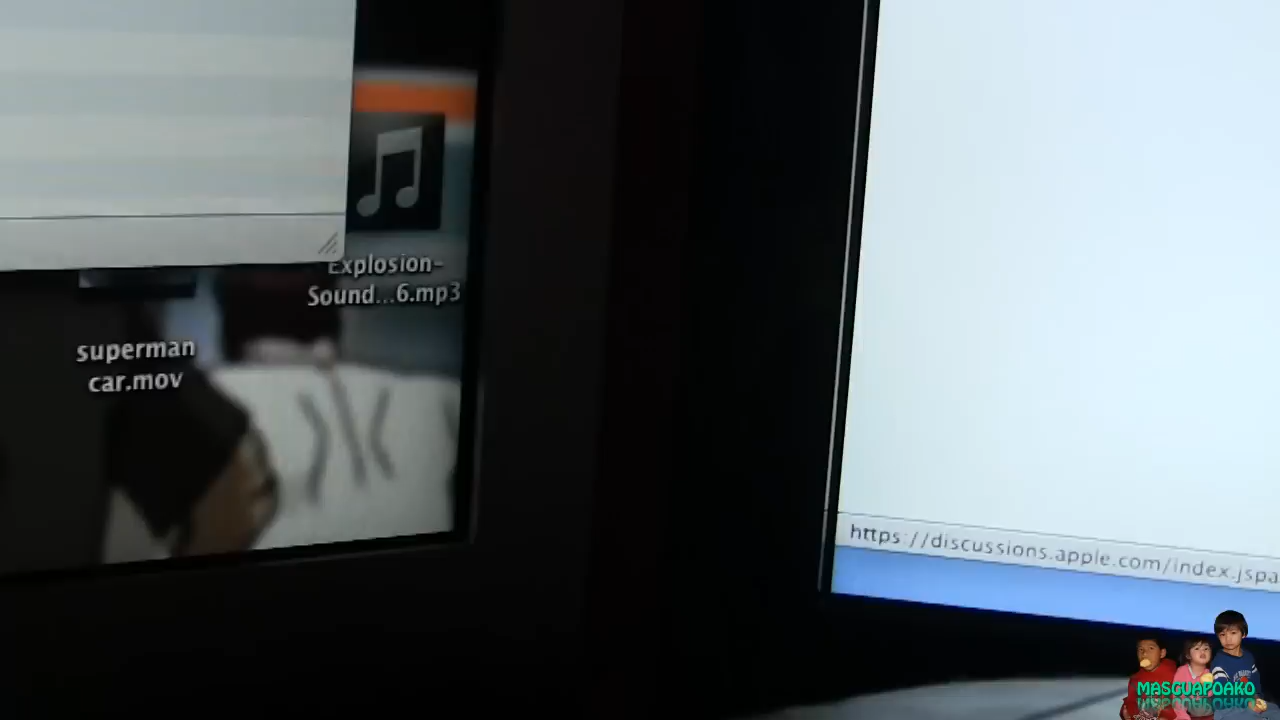 Explosion-
Sound...6.mp3
superman
car.mov
https://discussions.apple.com/index.jspa
MASGUAPOAKO